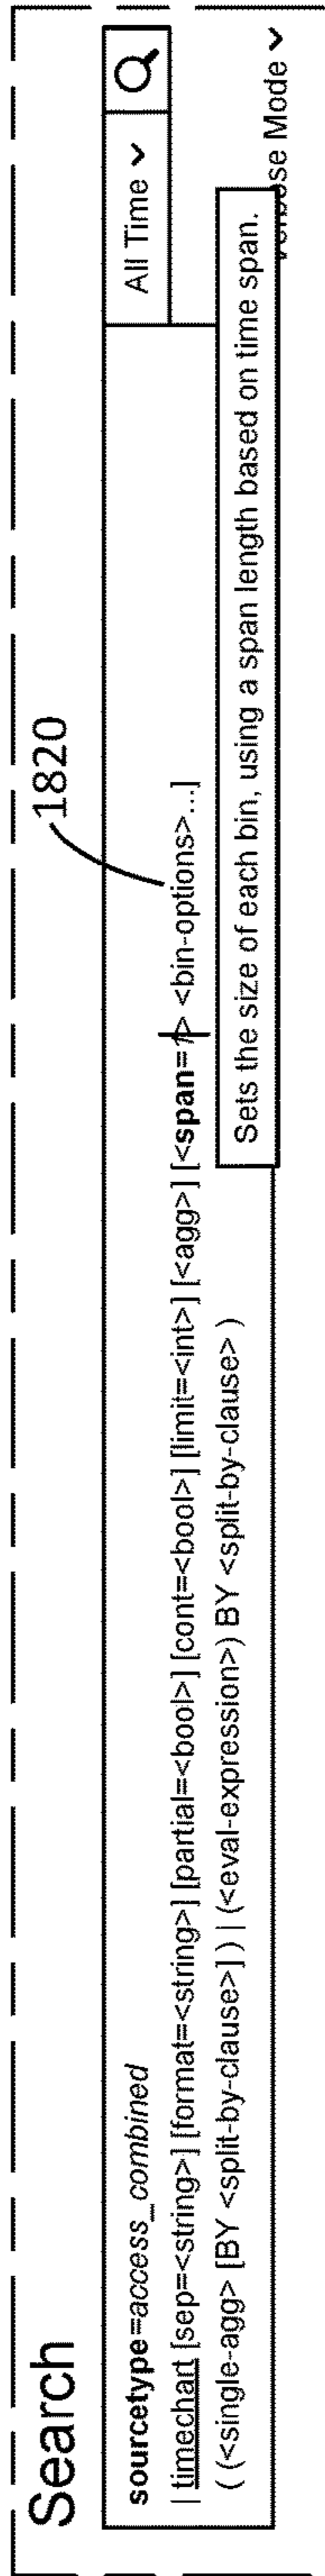 Search
1820
sourcetype=access_combined
All Time
| timechart [sep=<string>] [format=<string>] [partial=<bool>] [cont=<bool>] [limit=<int>] [<agg>] [<span=> <bin-options>...]
( (<single-agg> [BY <split-by-clause>] ) | (<eval-expression>) BY <split-by-clause> )
Sets the size of each bin, using a span length based on time span.
Mode